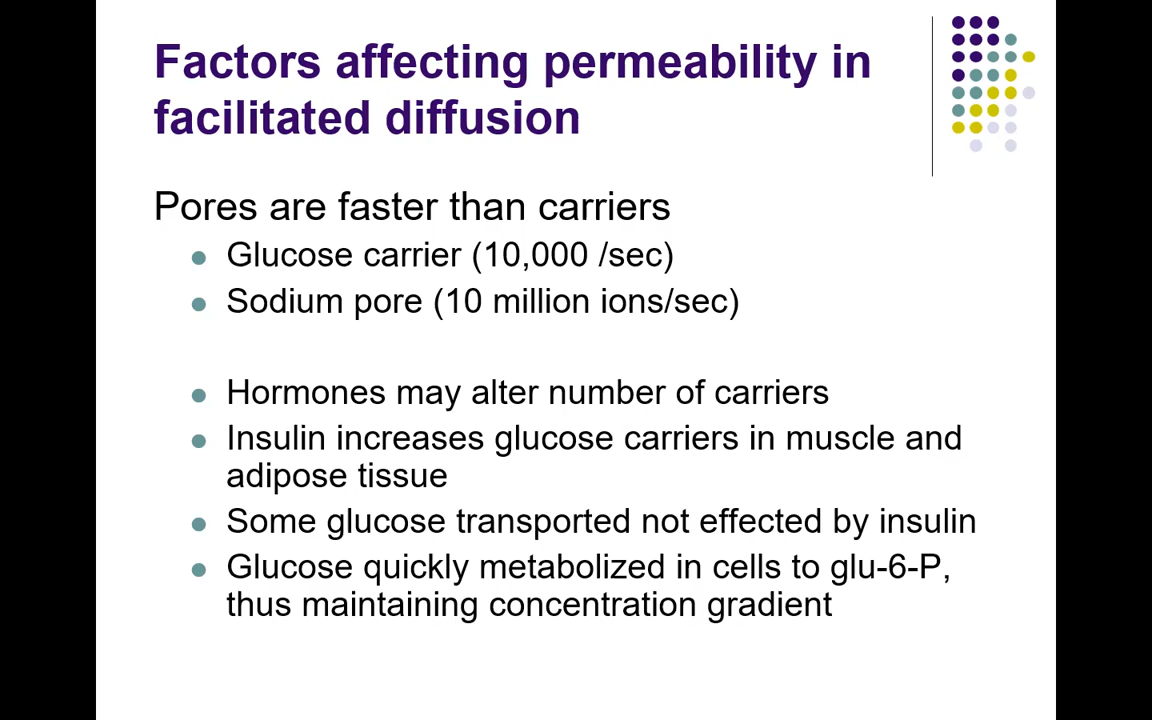 Factors affecting permeability in
facilitated diffusion
Pores are faster than carriers
Glucose carrier (10,000 /sec)
Sodium pore (10 million ions/sec)
Hormones may alter number of carriers
Insulin increases glucose carriers in muscle and
adipose tissue
Some glucose transported not effected by insulin
Glucose quickly metabolized in cells to glu-6-P,
thus maintaining concentration gradient